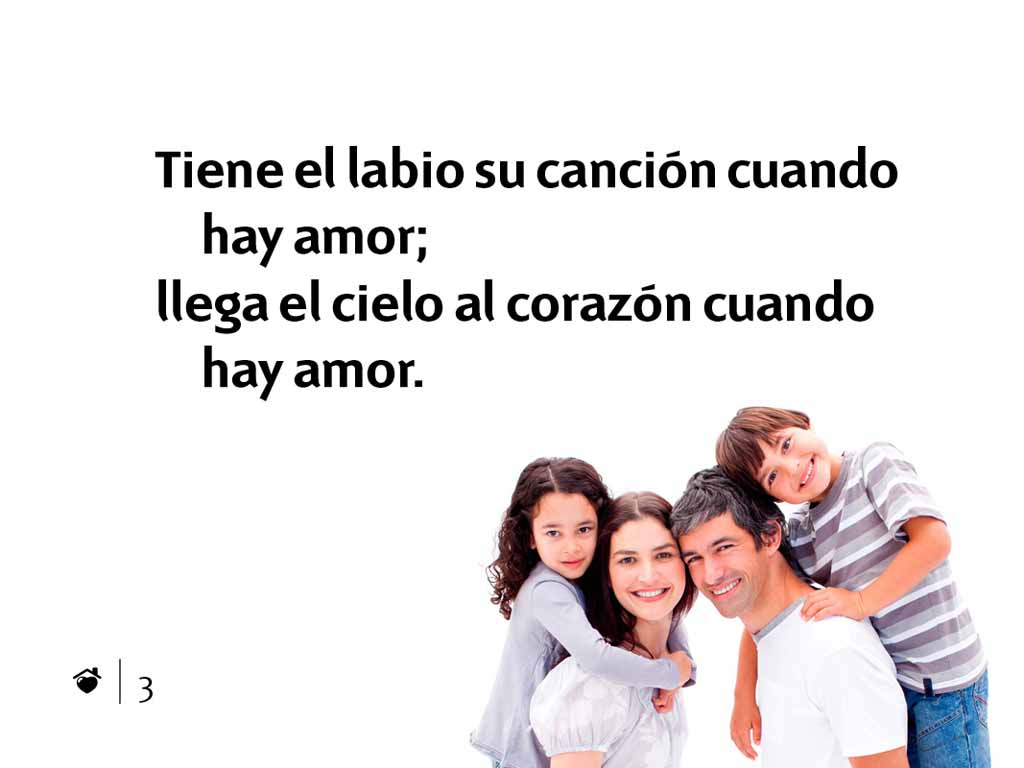 Tiene el labio su canción cuando
hay amor;
llega el cielo al corazón cuando
hay amor.
3